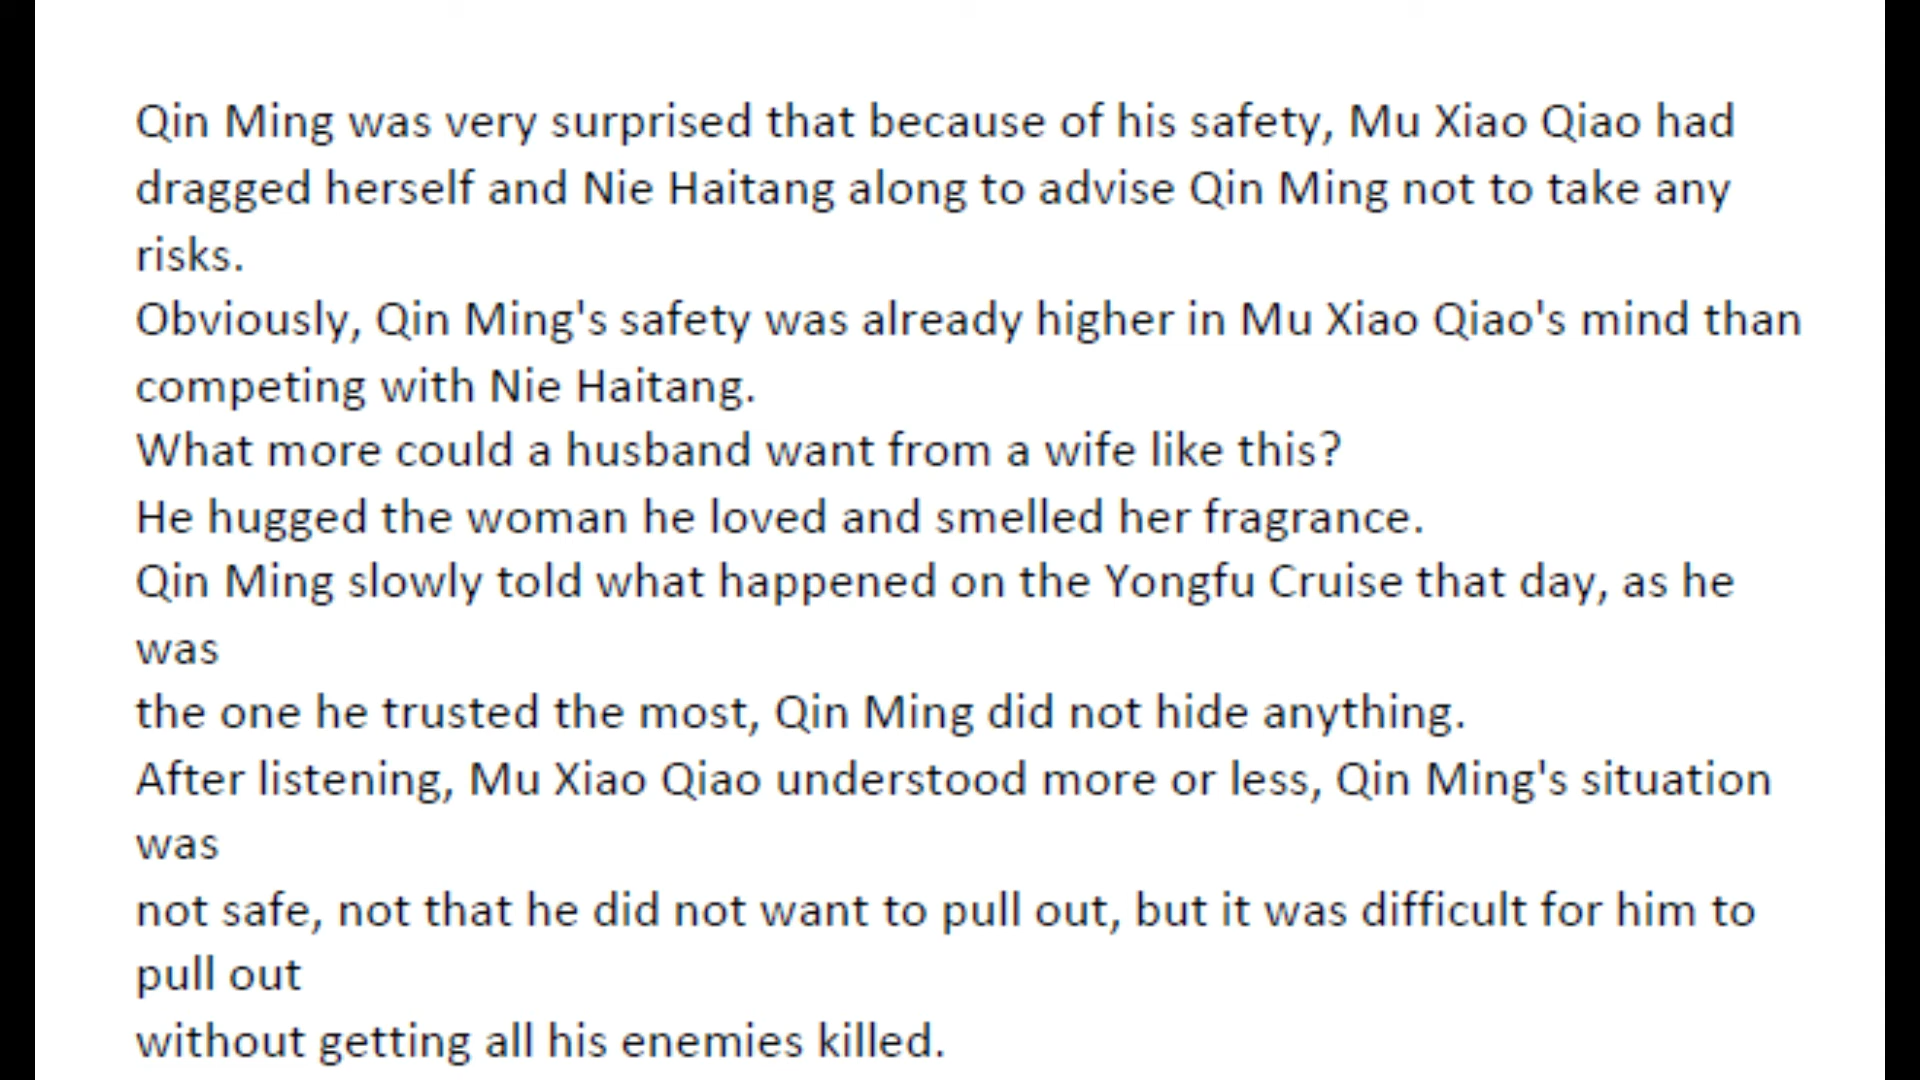 Qin Ming was very surprised that because of his safety, Mu Xiao Qiao had
dragged herself and Nie Haitang along to advise Qin Ming not to take any
risks.
Obviously, Qin Ming's safety was already higher in Mu Xiao Qiao's mind than
competing with Nie Haitang.
What more could a husband want from a wife like this?
He hugged the woman he loved and smelled her fragrance.
Qin Ming slowly told what happened on the Yongfu Cruise that day, as he
was
the one he trusted the most, Qin Ming did not hide anything.
After listening, Mu Xiao Qiao understood more or less, Qin Ming's situation
was
not safe, not that he did not want to pull out, but it was difficult for him to
pull out
without getting all his enemies killed.